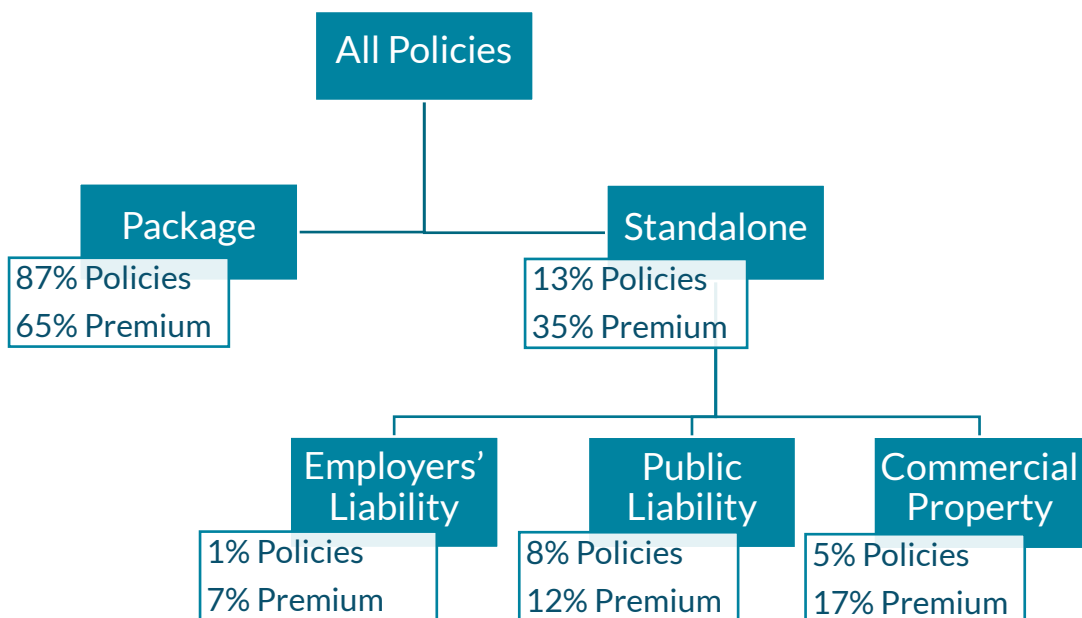 All Policies
Package
87% Policies
65% Premium
Standalone
13% Policies
35% Premium
Employers’
Liability
1% Policies
7% Premium
Public
Liability
8% Policies
12% Premium
Commercial
Property
5% Policies
17% Premium